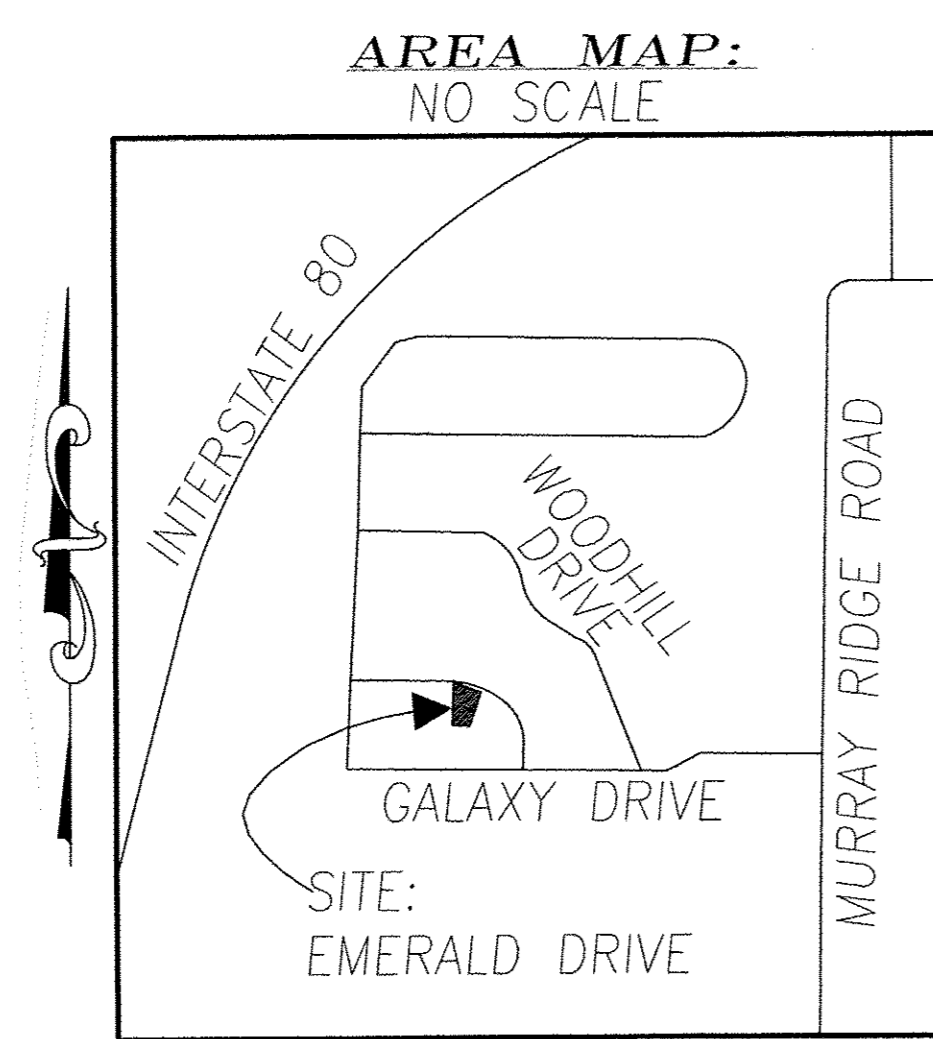 AREA MAP:
NO SCALE
INTERSTATE 80
WOODHILL
DRIVE
MURRAY RIDGE ROAD
GALAXY DRIVE
SITE:
EMERALD DRIVE